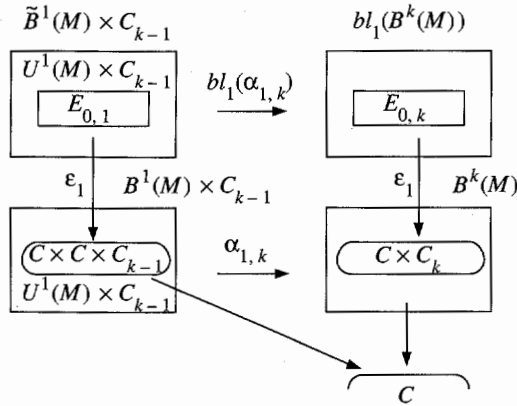 B̃¹(M) × C_{k−1} bl₁(B^k(M))
U¹(M) × C_{k−1}
E_{0,1} bl₁(α_{1,k}) E_{0,k}
ε₁ B¹(M) × C_{k−1} ε₁ B^k(M)
C × C × C_{k−1} α_{1,k} C × C_k
U¹(M) × C_{k−1}
C